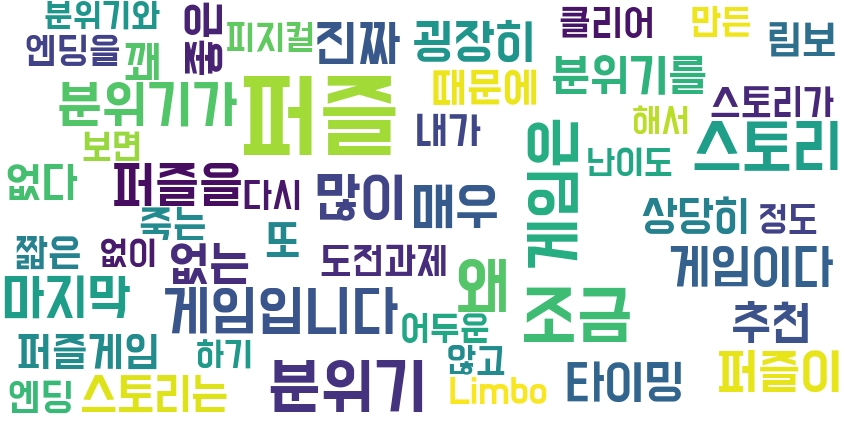 분위기와
좋은
피지컬
진짜
굉장히
클리어
만든
림보
엔딩을
꽤
퍼즐
때문에
분위기를
스토리가
분위기가
내가
해서
보면
게임은
난이도
스토리
없다
퍼즐을
다시
많이
매우
상당히
정도
죽는
또
짧은
없이
없는
도전과제
왜
게임이다
마지막
게임입니다
조금
추천
퍼즐게임
하기
어두운
않고
퍼즐이
엔딩
스토리는
분위기
Limbo
타이밍